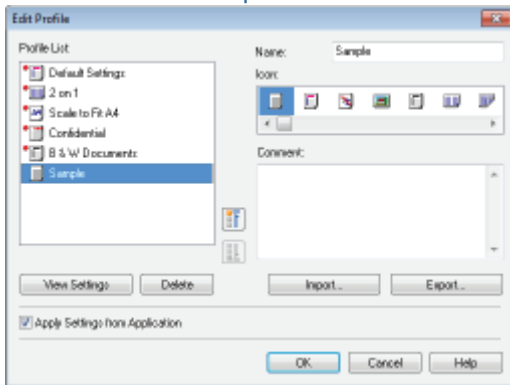 Edit Profile
Profile List:
Name:
Sample
Icon:
Default Settings
2 on 1
Scale to Fit A4
Confidential
B & W Documents
Sample
Comment:
View Settings
Delete
Import...
Export...
Apply Settings from Application
OK
Cancel
Help